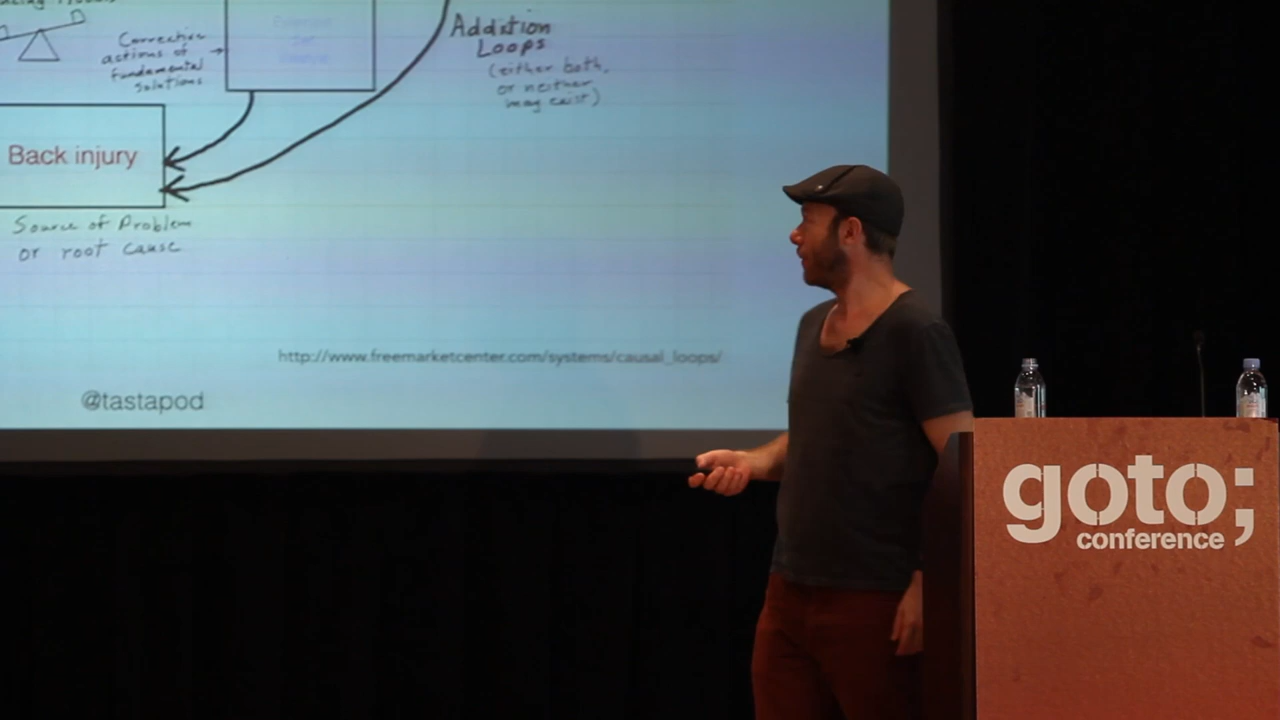 Addition
Loops
(either both,
or neither
may exist)
Corrective
actions of
fundamental
solutions
Back injury
Source of Problem
or root cause
http://www.freemarketcenter.com/systems/causal_loops/
@tastapod
goto;
conference